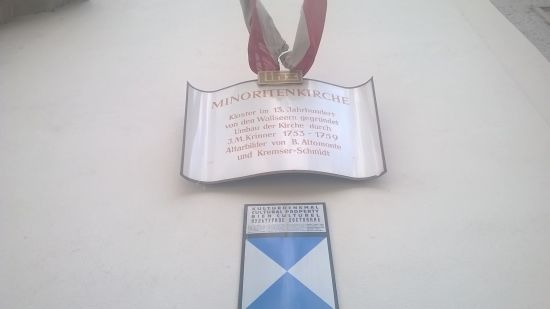 Linz
MINORITENKIRCHE
Kloster im 13. Jahrhundert
von den Wallseern gegründet
Umbau der Kirche durch
J.M. Krinner 1753 - 1759
Altarbilder von B. Altomonte
und Kremser-Schmidt
KULTURDENKMAL
CULTURAL PROPERTY
BIEN CULTUREL